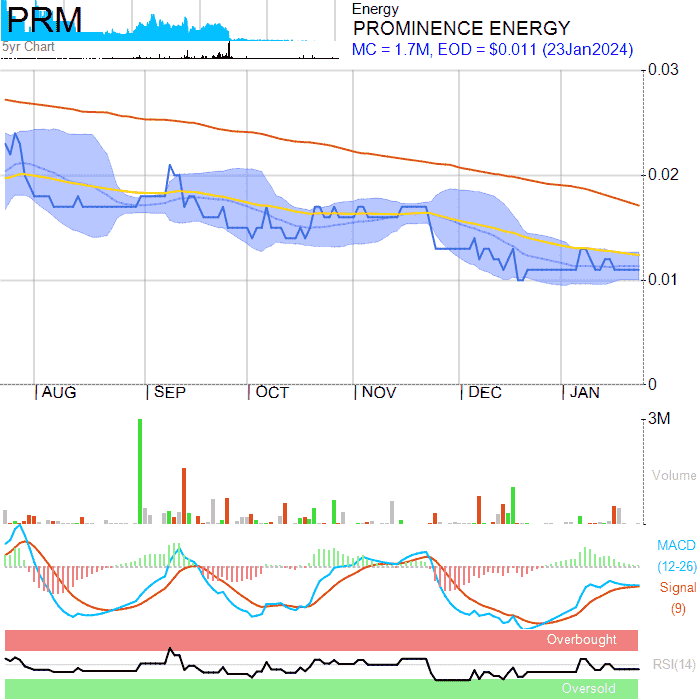 PRM
5yr Chart
Energy
PROMINENCE ENERGY
MC = 1.7M, EOD = $0.011 (23Jan2024)
0.03
0.02
0.01
0
AUG SEP OCT NOV DEC JAN
3M
Volume
MACD
(12-26)
Signal
(9)
Overbought
RSI(14)
Oversold